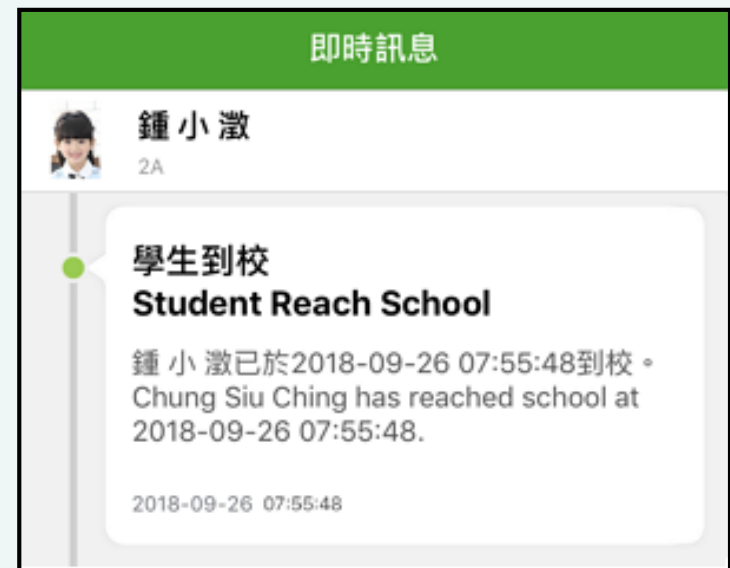 即時訊息
鍾 小 澂
2A
學生到校
Student Reach School
鍾 小 澂已於2018-09-26 07:55:48到校。
Chung Siu Ching has reached school at
2018-09-26 07:55:48.
2018-09-26 07:55:48